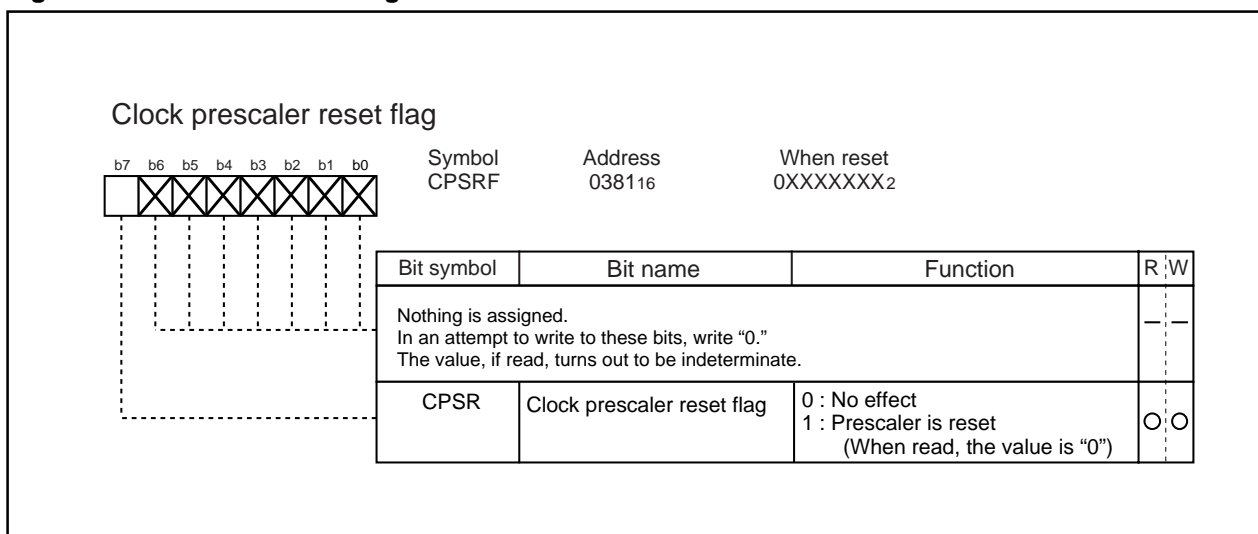 Clock prescaler reset flag
b7 b6 b5 b4 b3 b2 b1 b0
Symbol Address When reset
CPSRF 038116 0XXXXXXX2
Bit symbol Bit name Function R W
Nothing is assigned.
In an attempt to write to these bits, write “0.”
The value, if read, turns out to be indeterminate.
— —
CPSR Clock prescaler reset flag 0 : No effect
1 : Prescaler is reset
(When read, the value is “0”)
O O